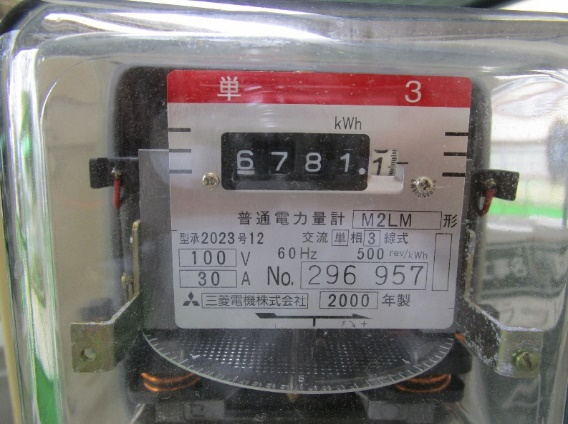 単 3
kWh
6781.1
普通電力量計 M2LM 形
型承2023号12 交流 単 相 3 線式
100 V 60Hz 500 rev/kWh
30 A No. 296 957
三菱電機株式会社 2000 年製